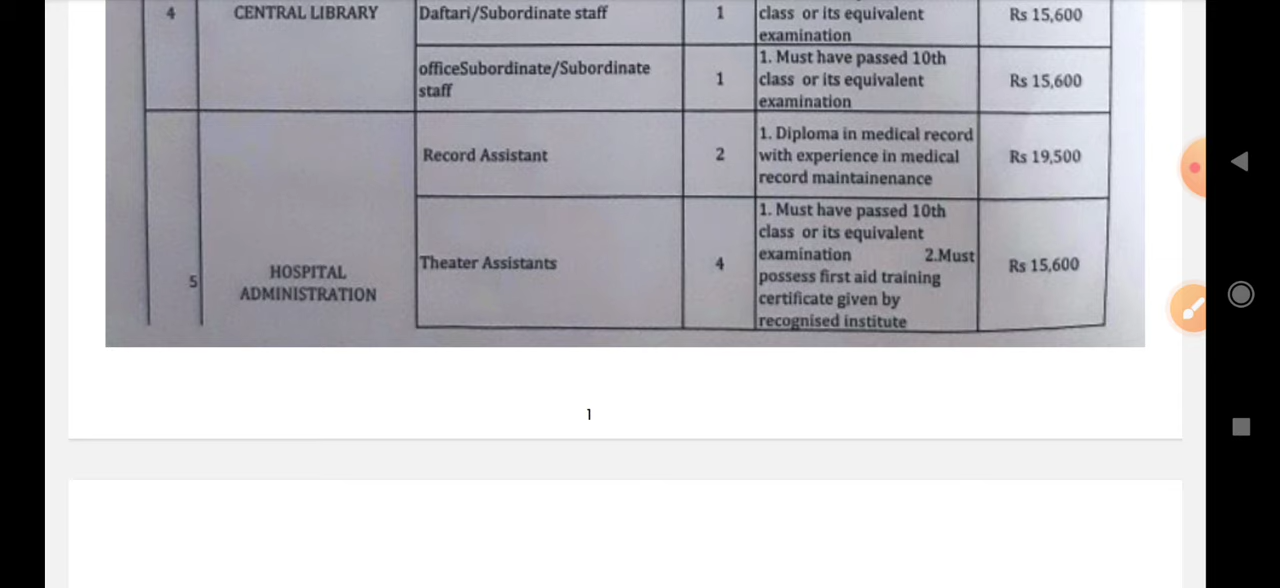 4 CENTRAL LIBRARY Daftari/Subordinate staff 1 class or its equivalent Rs 15,600
examination
officeSubordinate/Subordinate
staff
1
1. Must have passed 10th
class or its equivalent
examination
Rs 15,600
5
HOSPITAL
ADMINISTRATION
Record Assistant
2
1. Diploma in medical record
with experience in medical
record maintainenance
Rs 19,500
Theater Assistants
4
1. Must have passed 10th
class or its equivalent
examination 2.Must
possess first aid training
certificate given by
recognised institute
Rs 15,600
1